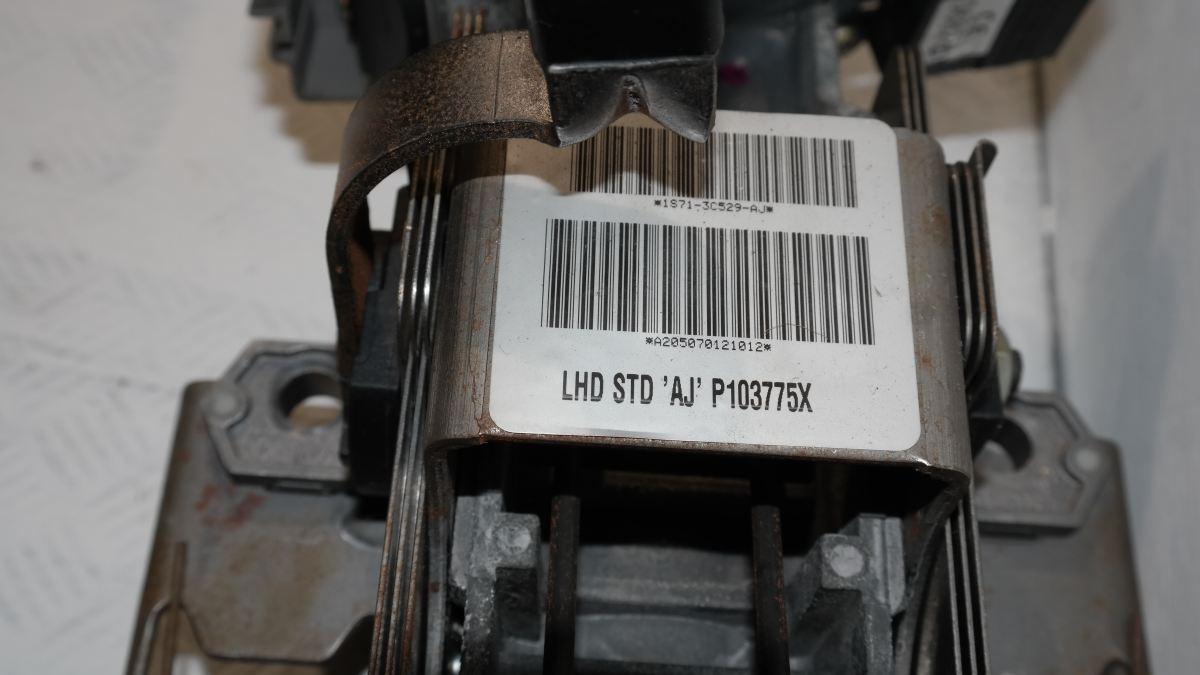 *1S71-3C529-AJ*
*A205070121012*
LHD STD 'AJ' P103775X